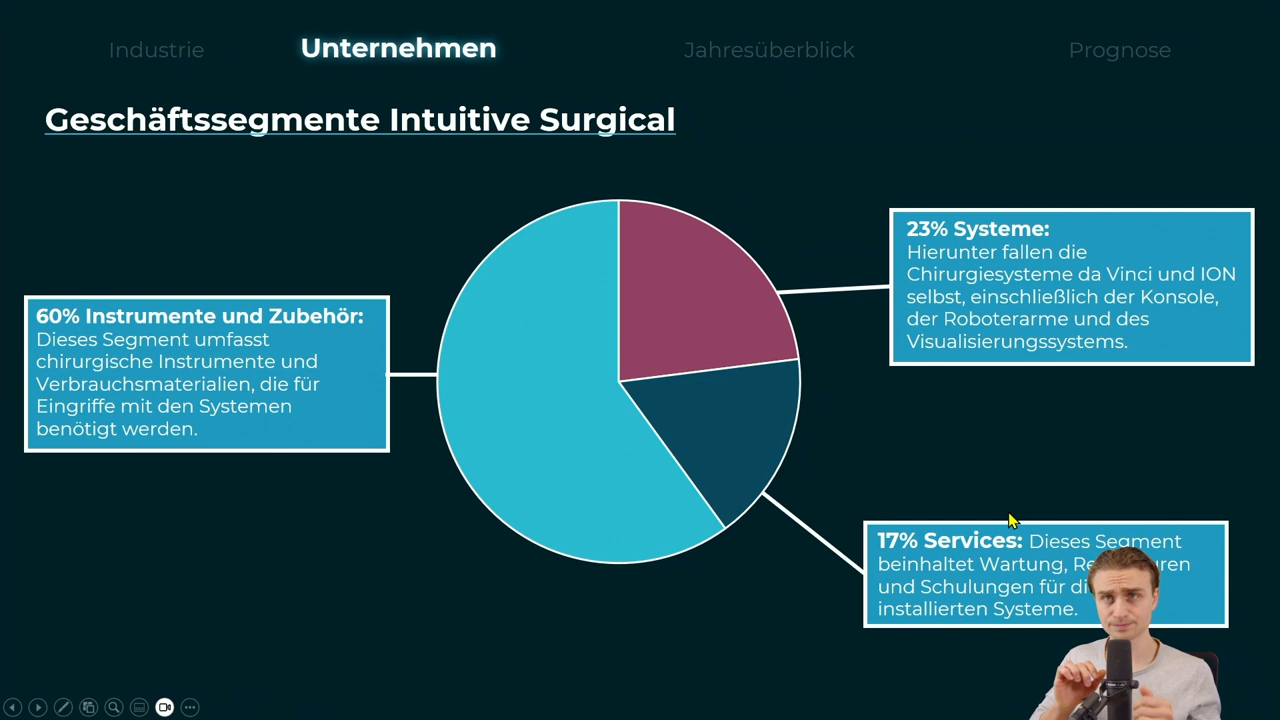 Industrie
Unternehmen
Jahresüberblick
Prognose
Geschäftssegmente Intuitive Surgical
60% Instrumente und Zubehör:
Dieses Segment umfasst
chirurgische Instrumente und
Verbrauchsmaterialien, die für
Eingriffe mit den Systemen
benötigt werden.
23% Systeme:
Hierunter fallen die
Chirurgiesysteme da Vinci und ION
selbst, einschließlich der Konsole,
der Roboterarme und des
Visualisierungssystems.
17% Services: Dieses Segment
beinhaltet Wartung,
und Schulungen für
installierten Systeme.